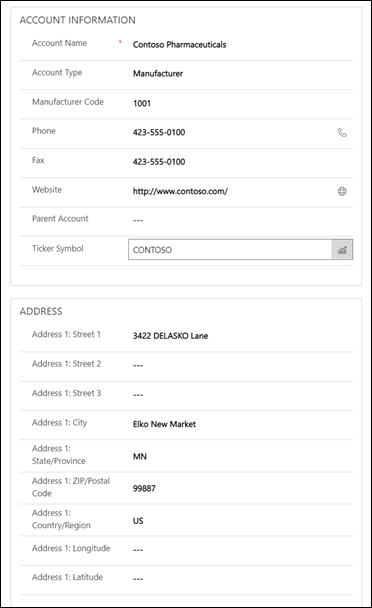 ACCOUNT INFORMATION
Account Name * Contoso Pharmaceuticals
Account Type Manufacturer
Manufacturer Code 1001
Phone 423-555-0100
Fax 423-555-0100
Website http://www.contoso.com/
Parent Account ---
Ticker Symbol CONTOSO
ADDRESS
Address 1: Street 1 3422 DELASKO Lane
Address 1: Street 2 ---
Address 1: Street 3 ---
Address 1: City Elko New Market
Address 1:
State/Province MN
Address 1: ZIP/Postal
Code 99887
Address 1:
Country/Region US
Address 1: Longitude ---
Address 1: Latitude ---